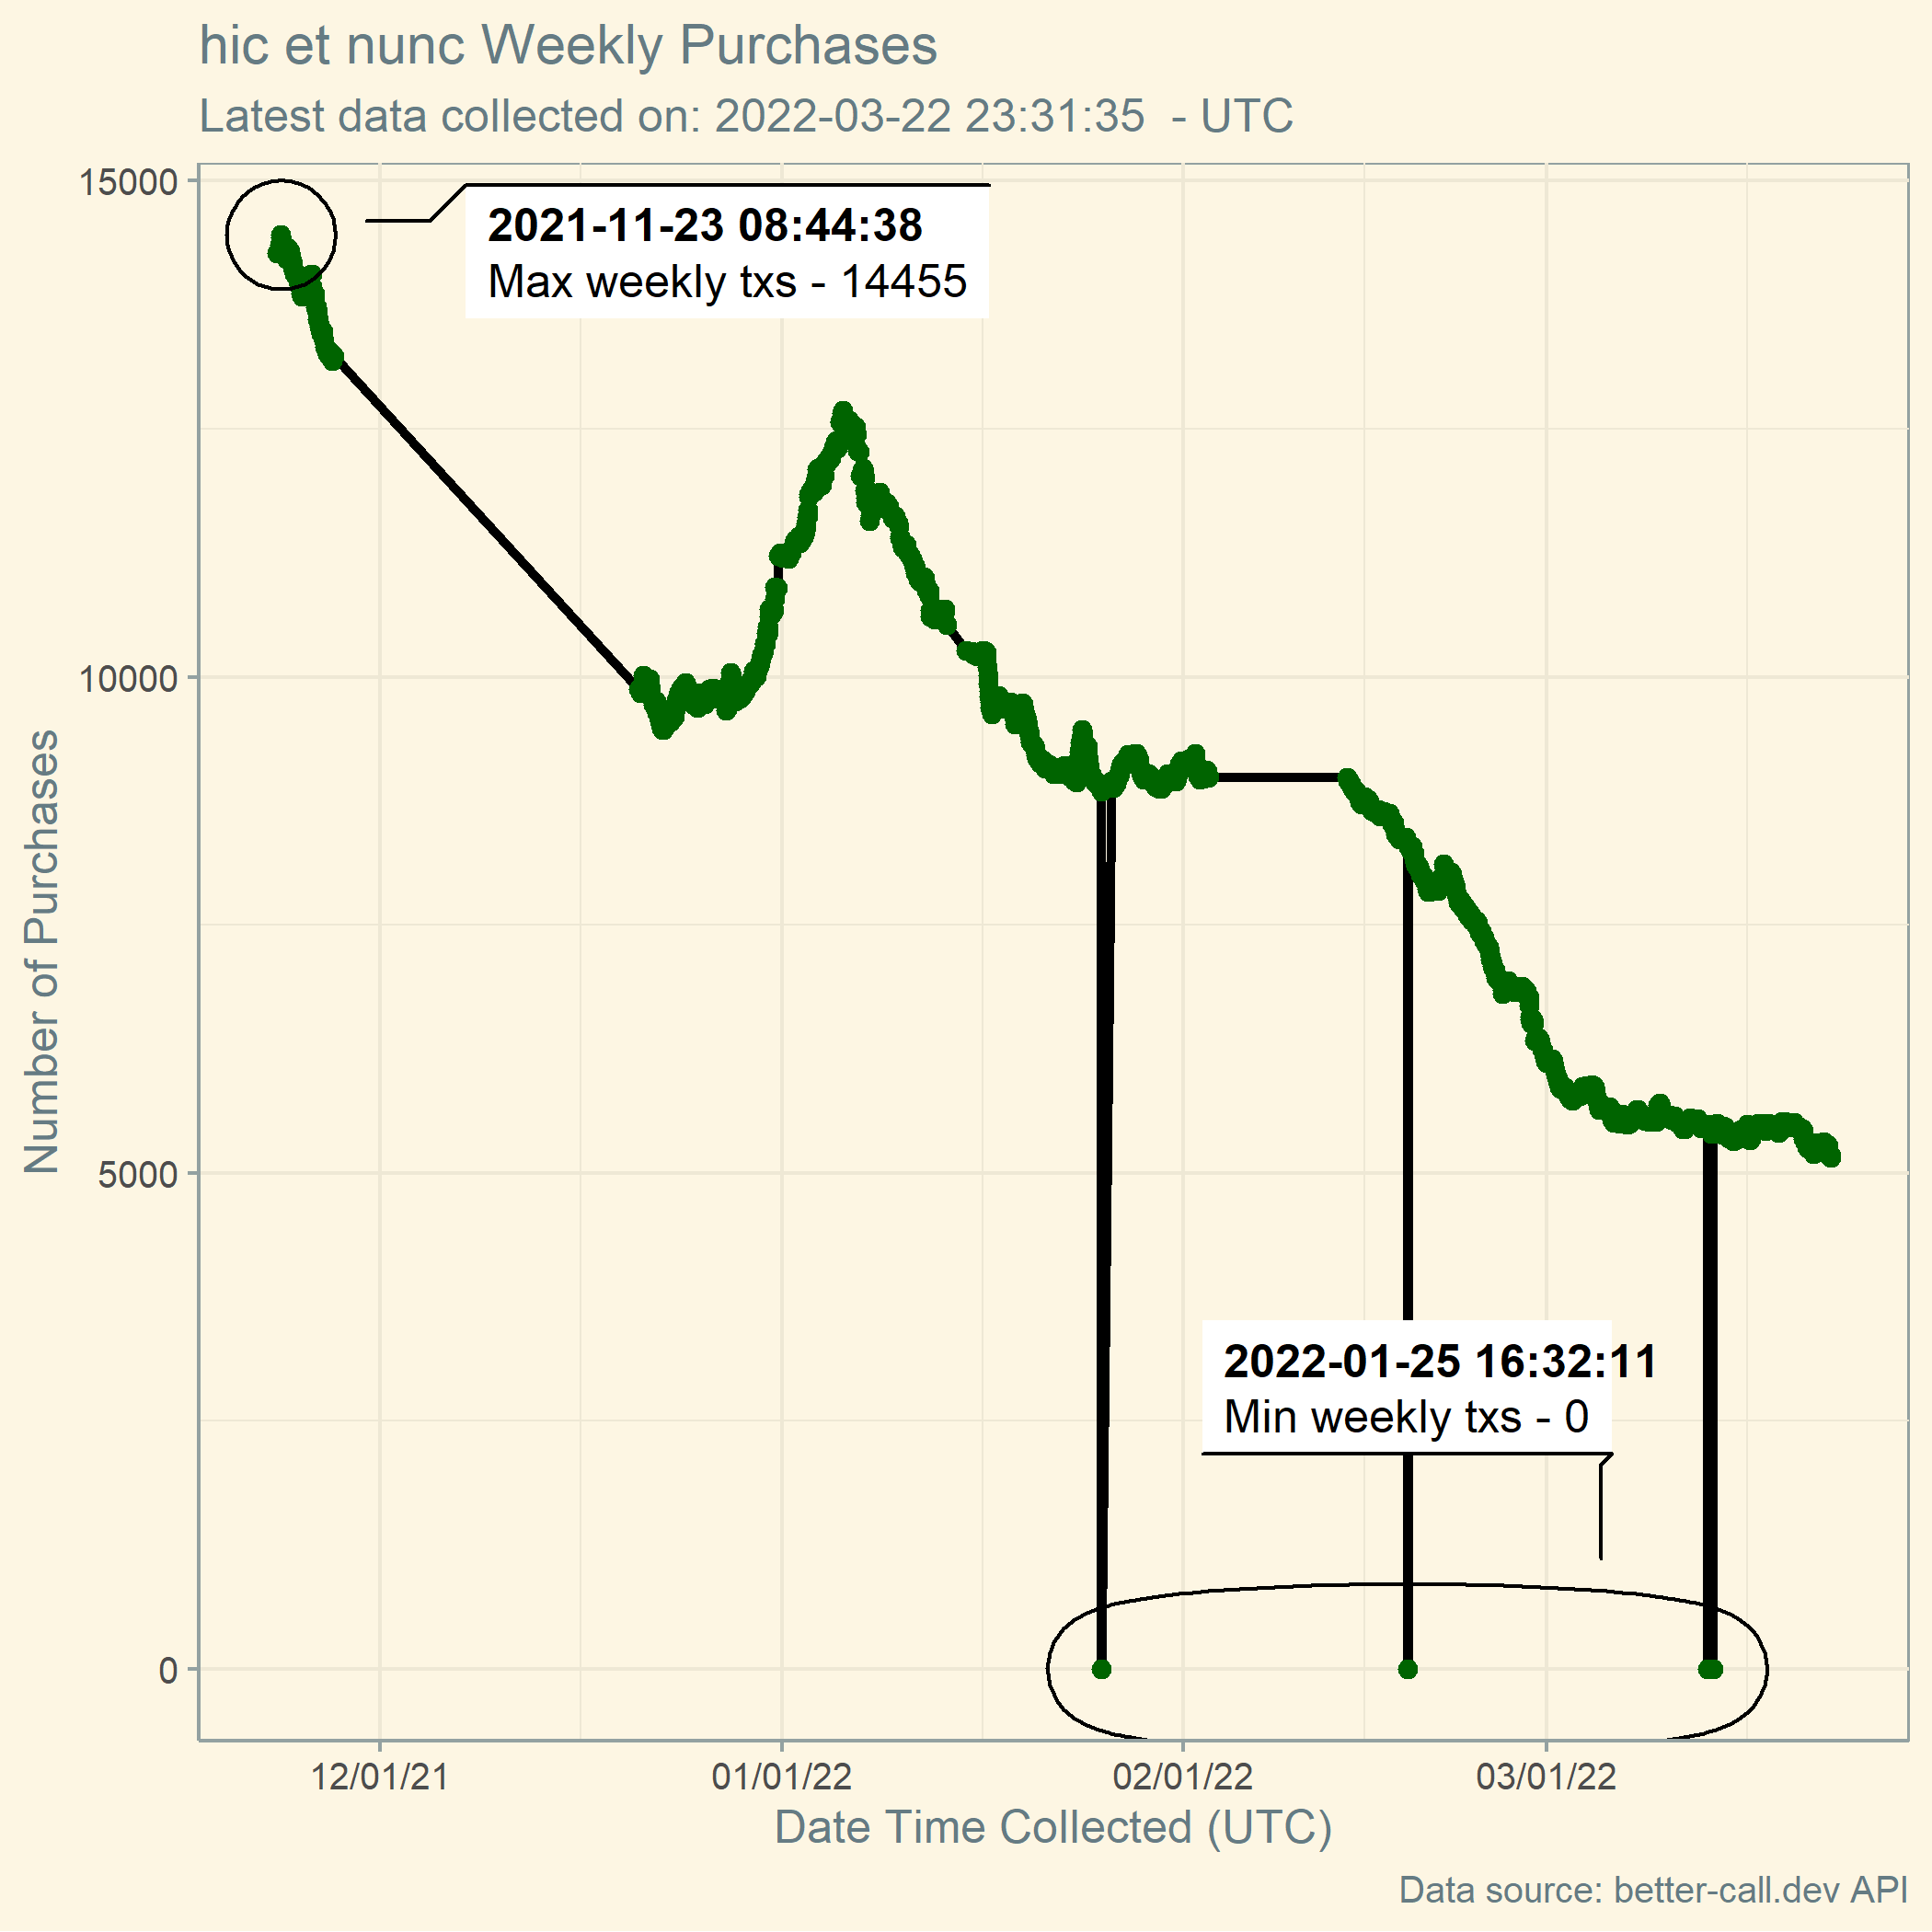 hic et nunc Weekly Purchases
Latest data collected on: 2022-03-22 23:31:35 - UTC
15000
2021-11-23 08:44:38
Max weekly txs - 14455
10000
Number of Purchases
5000
2022-01-25 16:32:11
Min weekly txs - 0
0
12/01/21 01/01/22 02/01/22 03/01/22
Date Time Collected (UTC)
Data source: better-call.dev API